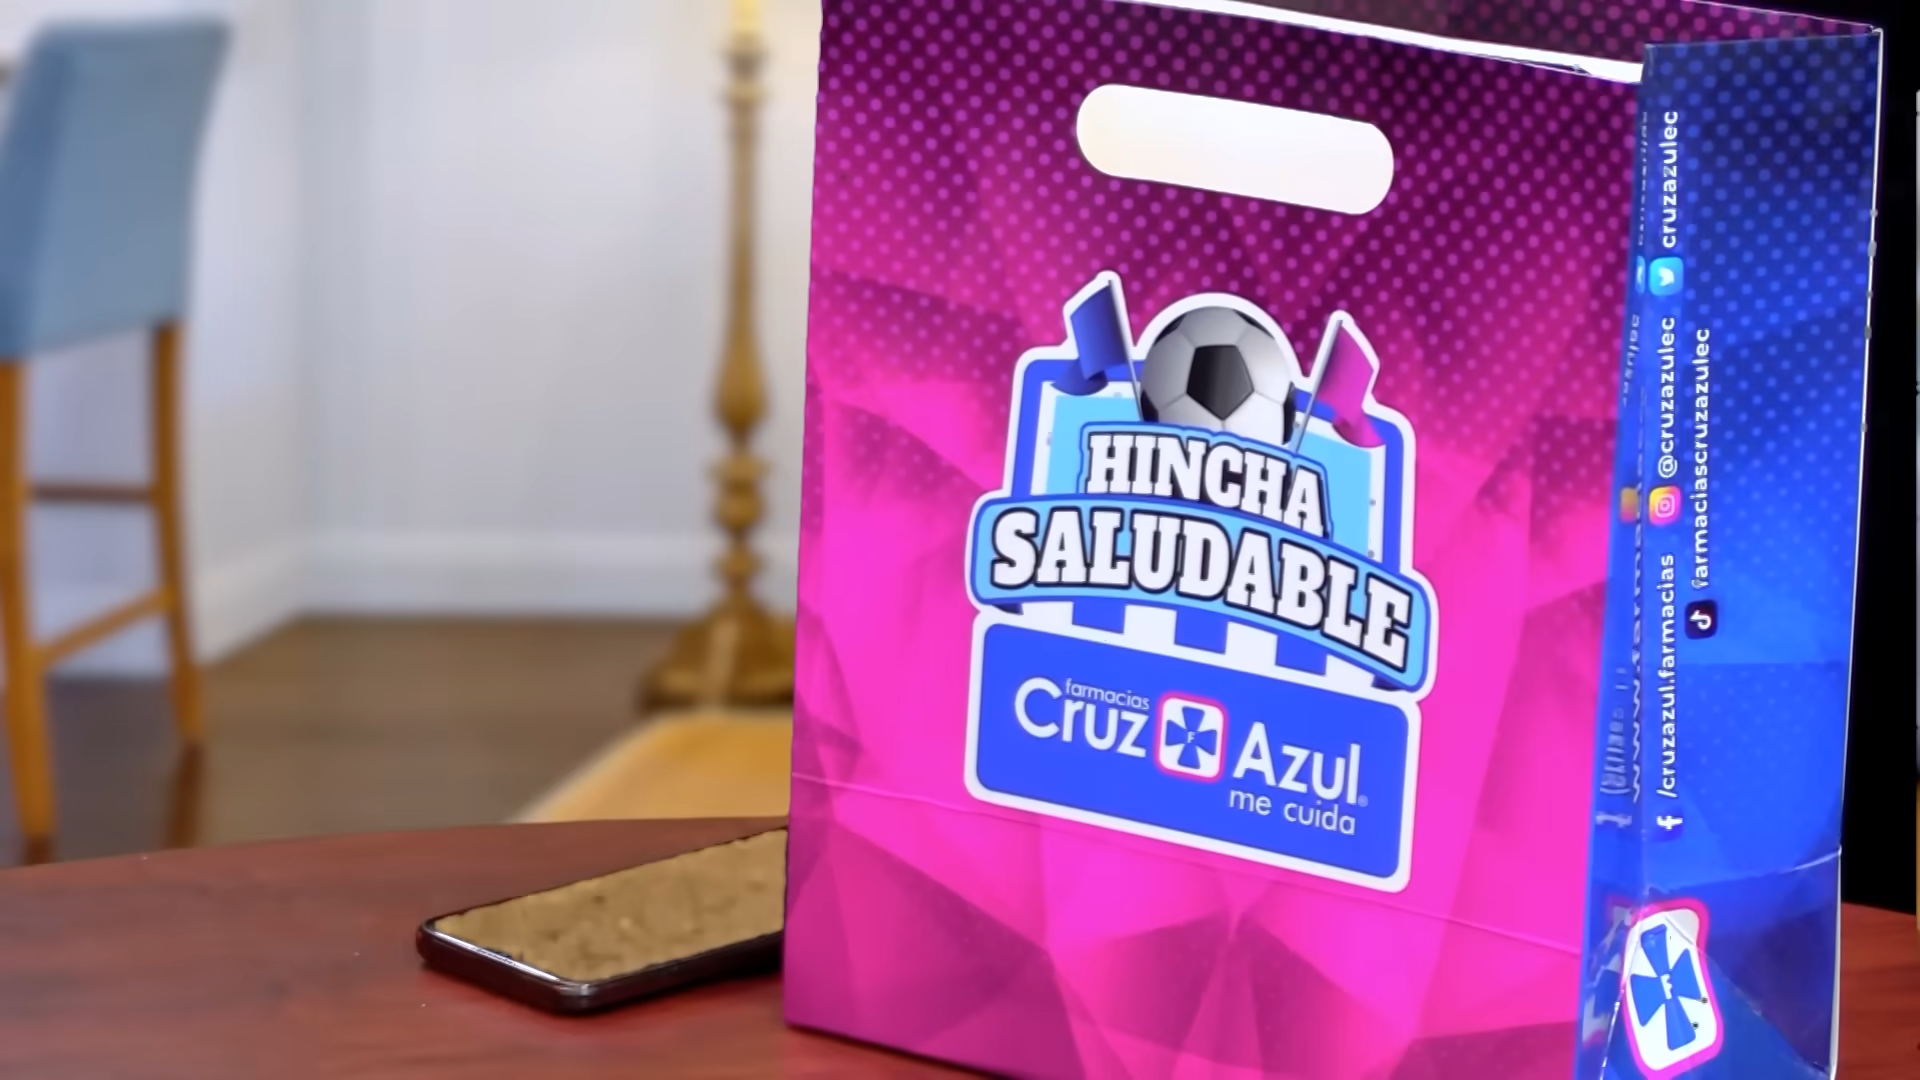 HINCHA
SALUDABLE
farmacias
Cruz Azul®
me cuida
/cruzazul.farmacias @cruzazulec cruzazulec
farmaciascruzazulec